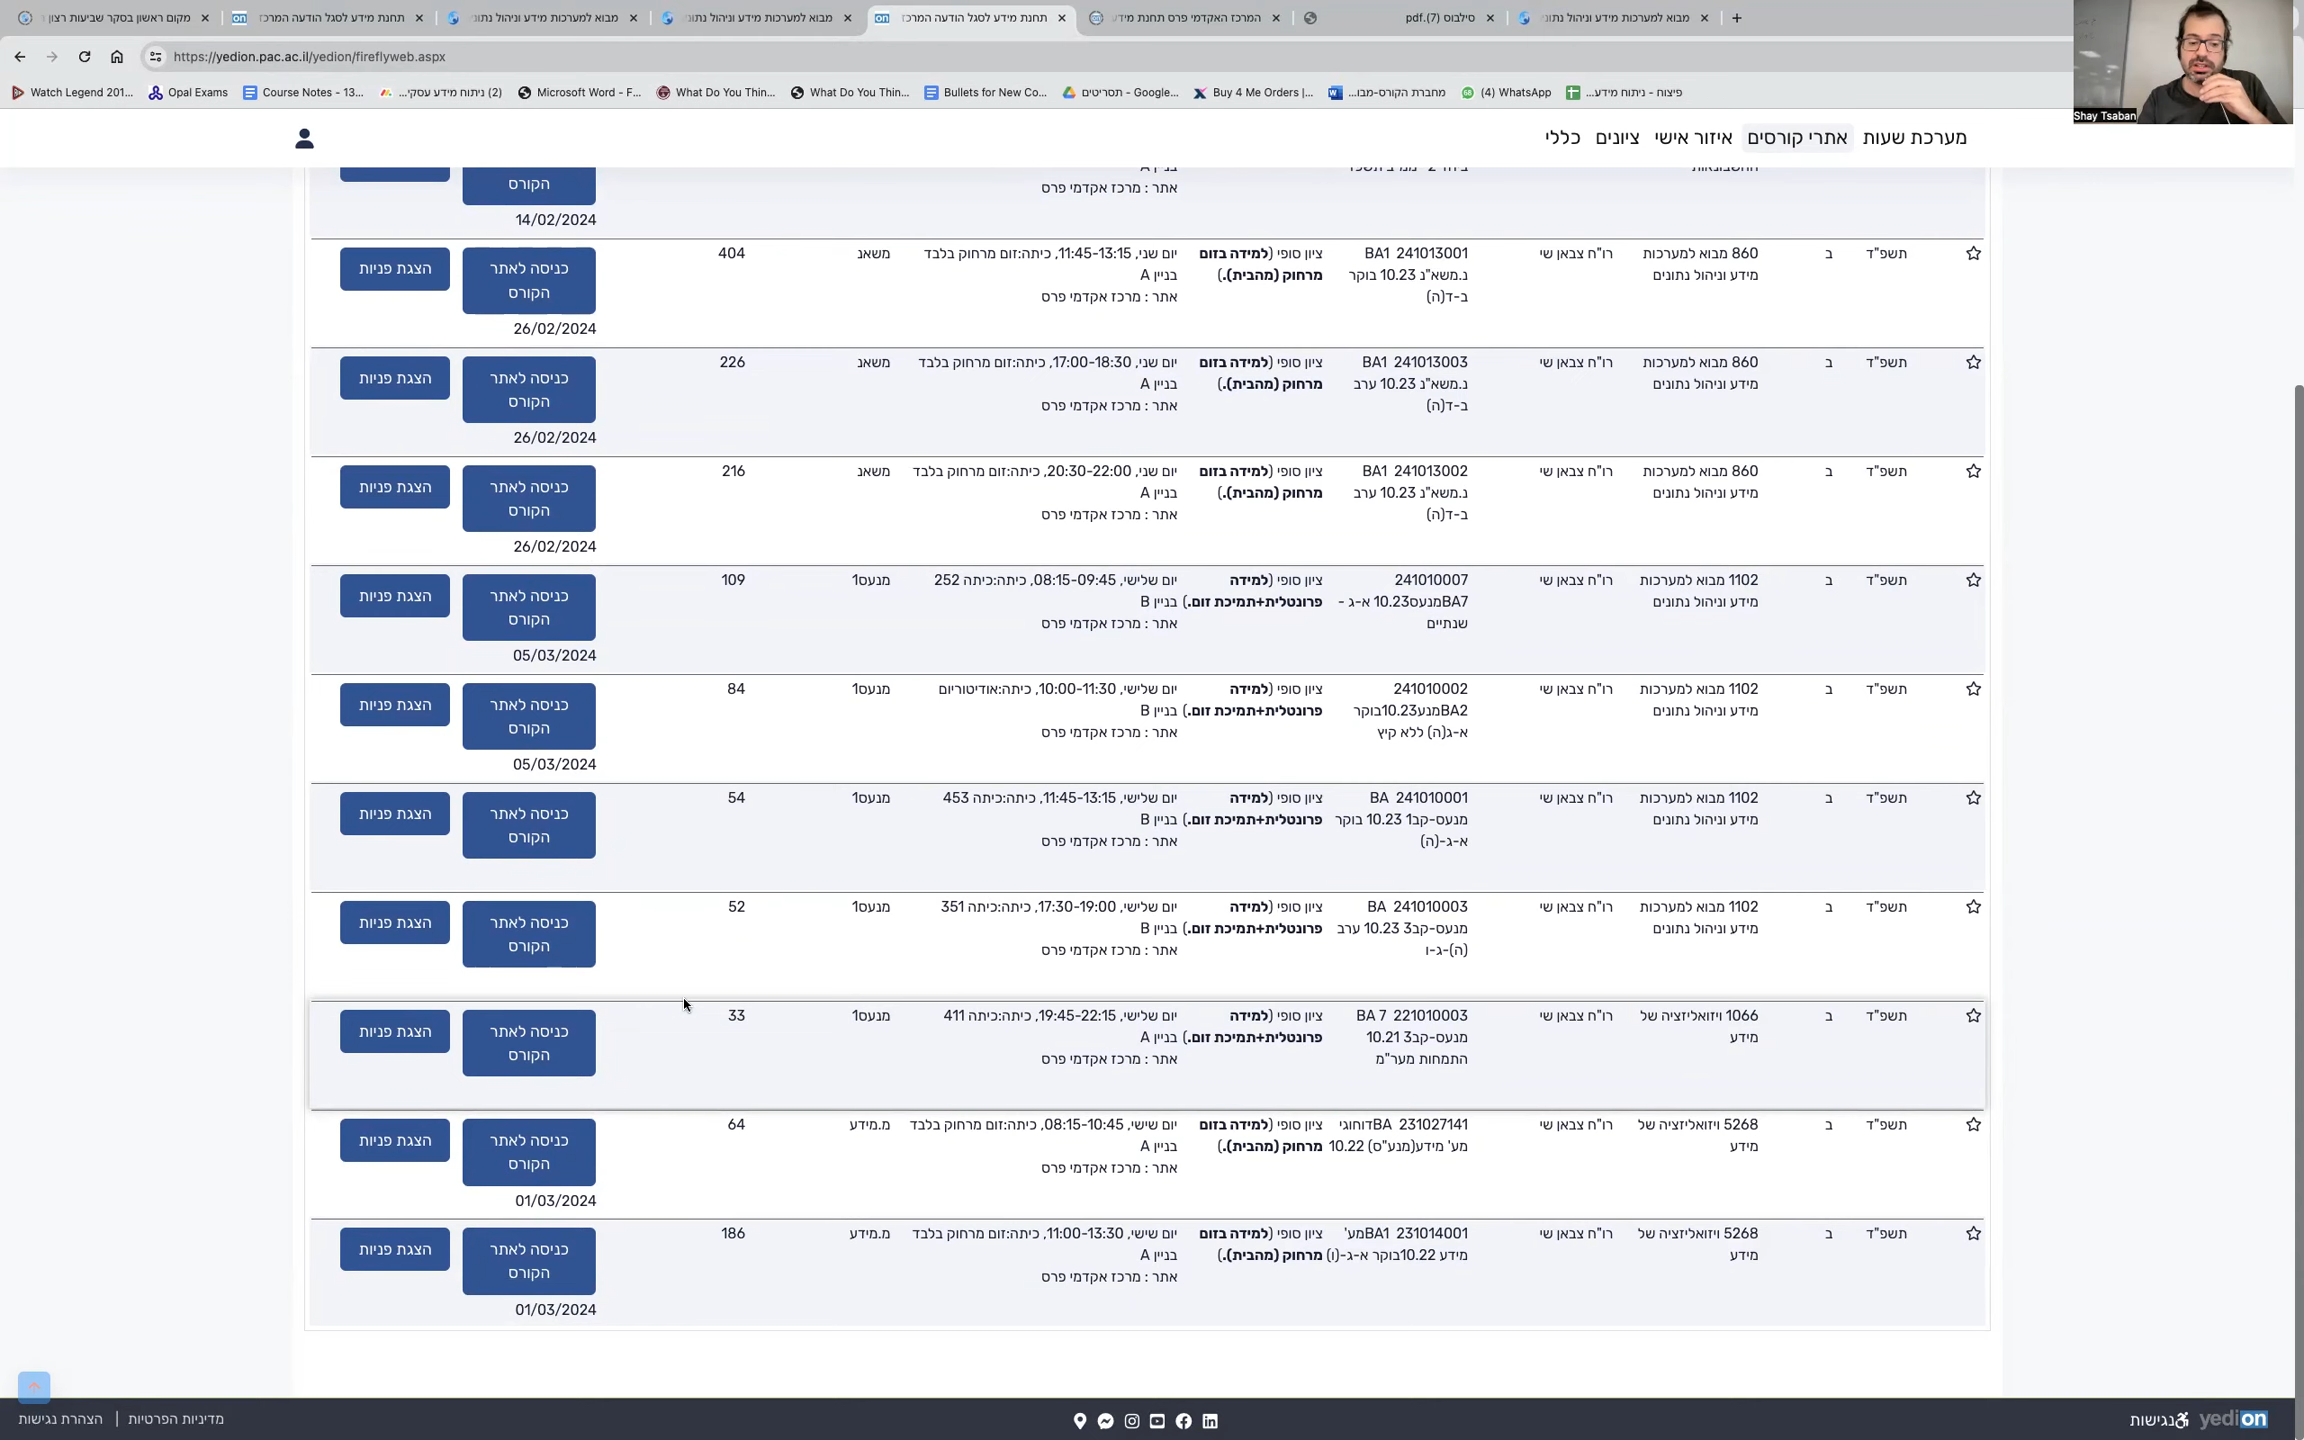 מקום ראשון בסקר שביעות רצון
תחנת מידע לסגל הודעה המרכז
מבוא למערכות מידע וניהול נתונ
מבוא למערכות מידע וניהול נתונ
תחנת מידע לסגל הודעה המרכז
המרכז האקדמי פרס תחנת מידע
סילבוס (7).pdf
מבוא למערכות מידע וניהול נתונ
https://yedion.pac.ac.il/yedion/fireflyweb.aspx
Watch Legend 201...
Opal Exams
Course Notes - 13...
(2) ניתוח מידע עסקי...
Microsoft Word - F...
What Do You Thin...
What Do You Thin...
Bullets for New Co...
תסריטים - Google...
Buy 4 Me Orders |...
מחברת הקורס-מבו...
(4) WhatsApp
פיצוח - ניתוח מידע...
Shay Tsaban
מערכת שעות אתרי קורסים איזור אישי ציונים כללי
אתר : מרכז אקדמי פרס
הקורס
14/02/2024
תשפ"ד ב 860 מבוא למערכות רו"ח צבאן שי BA1 241013001 ציון סופי (למידה בזום יום שני, 11:45-13:15, כיתה:זום מרחוק בלבד משאנ 404 כניסה לאתר הצגת פניות
מידע וניהול נתונים נ.משא"נ 10.23 בוקר מרחוק (מהבית).) בניין A הקורס
ב-ד(ה) אתר : מרכז אקדמי פרס
26/02/2024
תשפ"ד ב 860 מבוא למערכות רו"ח צבאן שי BA1 241013003 ציון סופי (למידה בזום יום שני, 17:00-18:30, כיתה:זום מרחוק בלבד משאנ 226 כניסה לאתר הצגת פניות
מידע וניהול נתונים נ.משא"נ 10.23 ערב מרחוק (מהבית).) בניין A הקורס
ב-ד(ה) אתר : מרכז אקדמי פרס
26/02/2024
תשפ"ד ב 860 מבוא למערכות רו"ח צבאן שי BA1 241013002 ציון סופי (למידה בזום יום שני, 20:30-22:00, כיתה:זום מרחוק בלבד משאנ 216 כניסה לאתר הצגת פניות
מידע וניהול נתונים נ.משא"נ 10.23 ערב מרחוק (מהבית).) בניין A הקורס
ב-ד(ה) אתר : מרכז אקדמי פרס
26/02/2024
תשפ"ד ב 1102 מבוא למערכות רו"ח צבאן שי 241010007 ציון סופי (למידה יום שלישי, 08:15-09:45, כיתה:כיתה 252 מנעס1 109 כניסה לאתר הצגת פניות
מידע וניהול נתונים BA7מנעס10.23 א-ג - פרונטלית+תמיכת זום.) בניין B הקורס
שנתיים אתר : מרכז אקדמי פרס
05/03/2024
תשפ"ד ב 1102 מבוא למערכות רו"ח צבאן שי 241010002 ציון סופי (למידה יום שלישי, 10:00-11:30, כיתה:אודיטוריום מנעס1 84 כניסה לאתר הצגת פניות
מידע וניהול נתונים BA2מנע10.23בוקר פרונטלית+תמיכת זום.) בניין B הקורס
א-ג(ה) ללא קיץ אתר : מרכז אקדמי פרס
05/03/2024
תשפ"ד ב 1102 מבוא למערכות רו"ח צבאן שי BA 241010001 ציון סופי (למידה יום שלישי, 11:45-13:15, כיתה:כיתה 453 מנעס1 54 כניסה לאתר הצגת פניות
מידע וניהול נתונים מנעס-קב1 10.23 בוקר פרונטלית+תמיכת זום.) בניין B הקורס
א-ג-(ה) אתר : מרכז אקדמי פרס
תשפ"ד ב 1102 מבוא למערכות רו"ח צבאן שי BA 241010003 ציון סופי (למידה יום שלישי, 17:30-19:00, כיתה:כיתה 351 מנעס1 52 כניסה לאתר הצגת פניות
מידע וניהול נתונים מנעס-קב3 10.23 ערב פרונטלית+תמיכת זום.) בניין B הקורס
(ה)-ג-ו אתר : מרכז אקדמי פרס
תשפ"ד ב 1066 ויזואליזציה של רו"ח צבאן שי BA 7 221010003 ציון סופי (למידה יום שלישי, 19:45-22:15, כיתה:כיתה 411 מנעס1 33 כניסה לאתר הצגת פניות
מידע מנעס-קב3 10.21 פרונטלית+תמיכת זום.) בניין A הקורס
התמחות מער"מ אתר : מרכז אקדמי פרס
תשפ"ד ב 5268 ויזואליזציה של רו"ח צבאן שי BA 231027141דוחוגי ציון סופי (למידה בזום יום שישי, 08:15-10:45, כיתה:זום מרחוק בלבד מ.מידע 64 כניסה לאתר הצגת פניות
מידע מע' מידע(מנע"ס) 10.22 מרחוק (מהבית).) בניין A הקורס
אתר : מרכז אקדמי פרס
01/03/2024
תשפ"ד ב 5268 ויזואליזציה של רו"ח צבאן שי BA1 231014001מע' ציון סופי (למידה בזום יום שישי, 11:00-13:30, כיתה:זום מרחוק בלבד מ.מידע 186 כניסה לאתר הצגת פניות
מידע מידע 10.22בוקר א-ג-(ו) מרחוק (מהבית).) בניין A הקורס
אתר : מרכז אקדמי פרס
01/03/2024
נגישות yedion
מדיניות הפרטיות | הצהרת נגישות